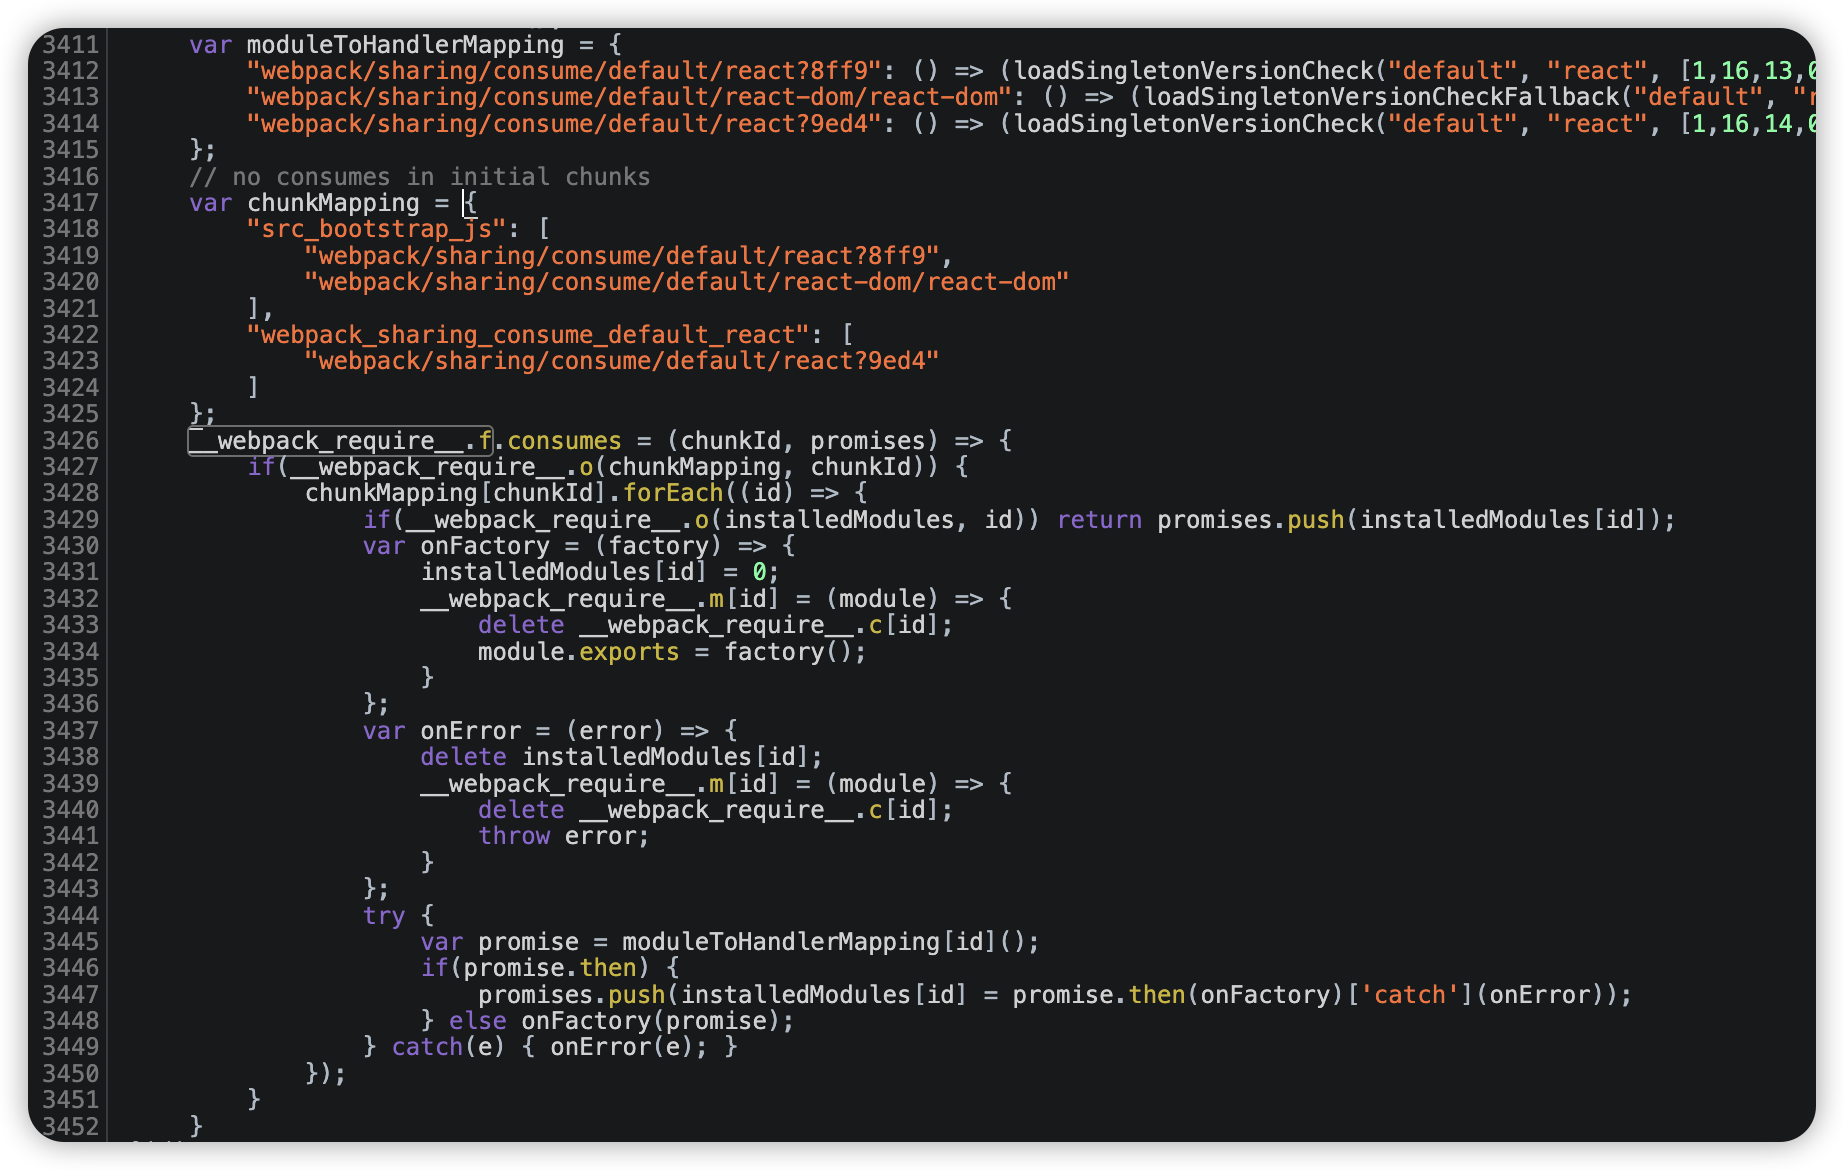 3411 var moduleToHandlerMapping = {
3412 "webpack/sharing/consume/default/react?8ff9": () => (loadSingletonVersionCheck("default", "react", [1,16,13,0
3413 "webpack/sharing/consume/default/react-dom/react-dom": () => (loadSingletonVersionCheckFallback("default", "r
3414 "webpack/sharing/consume/default/react?9ed4": () => (loadSingletonVersionCheck("default", "react", [1,16,14,0
3415 };
3416 // no consumes in initial chunks
3417 var chunkMapping = {
3418 "src_bootstrap_js": [
3419 "webpack/sharing/consume/default/react?8ff9",
3420 "webpack/sharing/consume/default/react-dom/react-dom"
3421 ],
3422 "webpack_sharing_consume_default_react": [
3423 "webpack/sharing/consume/default/react?9ed4"
3424 ]
3425 };
3426 __webpack_require__.f.consumes = (chunkId, promises) => {
3427 if(__webpack_require__.o(chunkMapping, chunkId)) {
3428 chunkMapping[chunkId].forEach((id) => {
3429 if(__webpack_require__.o(installedModules, id)) return promises.push(installedModules[id]);
3430 var onFactory = (factory) => {
3431 installedModules[id] = 0;
3432 __webpack_require__.m[id] = (module) => {
3433 delete __webpack_require__.c[id];
3434 module.exports = factory();
3435 }
3436 };
3437 var onError = (error) => {
3438 delete installedModules[id];
3439 __webpack_require__.m[id] = (module) => {
3440 delete __webpack_require__.c[id];
3441 throw error;
3442 }
3443 };
3444 try {
3445 var promise = moduleToHandlerMapping[id]();
3446 if(promise.then) {
3447 promises.push(installedModules[id] = promise.then(onFactory)['catch'](onError));
3448 } else onFactory(promise);
3449 } catch(e) { onError(e); }
3450 });
3451 }
3452 }